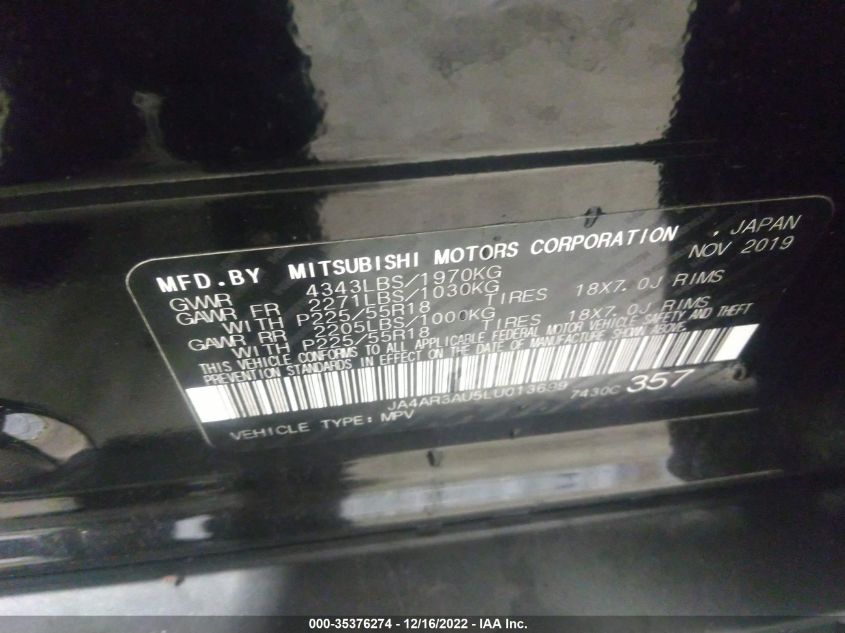 MFD.BY MITSUBISHI MOTORS CORPORATION , JAPAN
NOV 2019
GVWR 4343LBS/1970KG
GAWR FR 2271LBS/1030KG
WITH P225/55R18 TIRES 18X7.0J RIMS
GAWR RR 2205LBS/1000KG
WITH P225/55R18 TIRES 18X7.0J RIMS
THIS VEHICLE CONFORMS TO ALL APPLICABLE FEDERAL MOTOR VEHICLE SAFETY AND THEFT
PREVENTION STANDARDS IN EFFECT ON THE DATE OF MANUFACTURE SHOWN ABOVE.
JA4AR3AU5LU013699 7430C 357
VEHICLE TYPE: MPV
000-35376274 - 12/16/2022 - IAA Inc.